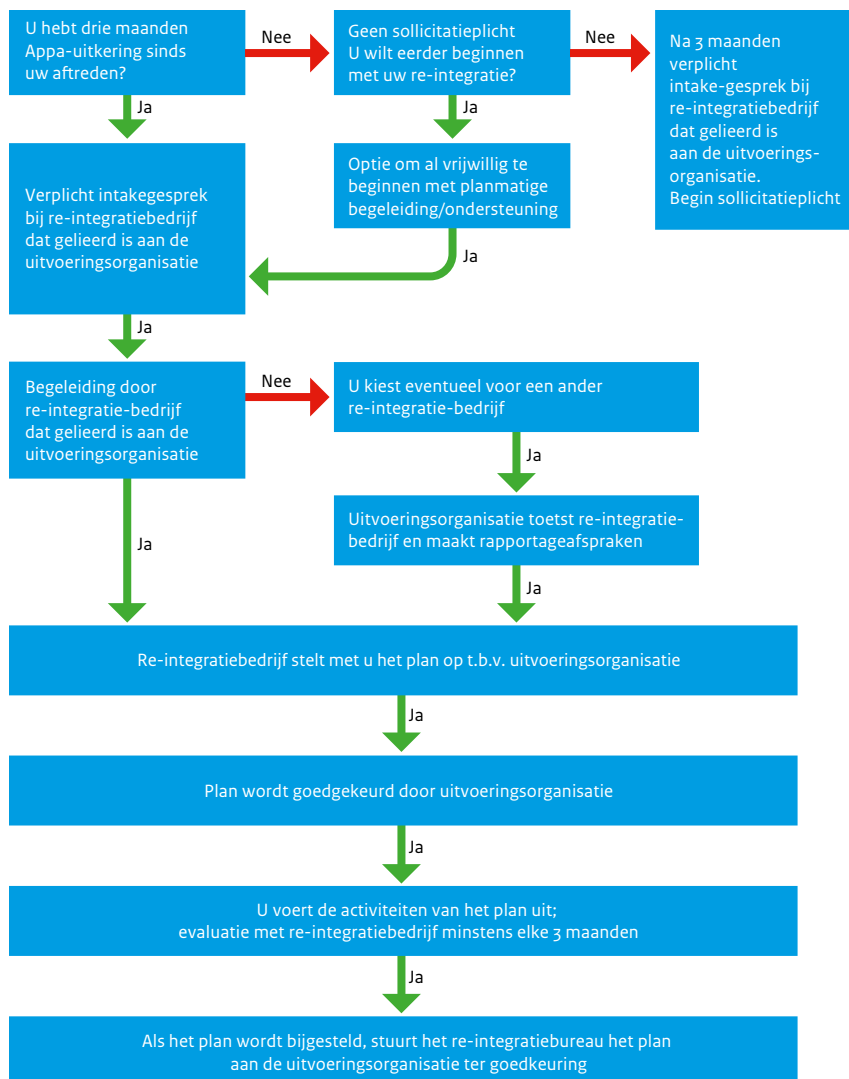 U hebt drie maanden
Appa-uitkering sinds
uw aftreden?
Nee
Geen sollicitatieplicht
U wilt eerder beginnen
met uw re-integratie?
Nee
Na 3 maanden
verplicht
intake-gesprek bij
re-integratiebedrijf
dat gelieerd is
aan de uitvoerings-
organisatie.
Begin sollicitatieplicht
Ja
Ja
Verplicht intakegesprek
bij re-integratiebedrijf
dat gelieerd is aan de
uitvoeringsorganisatie
Optie om al vrijwillig te
beginnen met planmatige
begeleiding/ondersteuning
Ja
Ja
Begeleiding door
re-integratie-bedrijf
dat gelieerd is aan de
uitvoeringsorganisatie
Nee
U kiest eventueel voor een ander
re-integratie-bedrijf
Ja
Uitvoeringsorganisatie toetst re-integratie-
bedrijf en maakt rapportageafspraken
Ja
Ja
Re-integratiebedrijf stelt met u het plan op t.b.v. uitvoeringsorganisatie
Ja
Plan wordt goedgekeurd door uitvoeringsorganisatie
Ja
U voert de activiteiten van het plan uit;
evaluatie met re-integratiebedrijf minstens elke 3 maanden
Ja
Als het plan wordt bijgesteld, stuurt het re-integratiebureau het plan
aan de uitvoeringsorganisatie ter goedkeuring